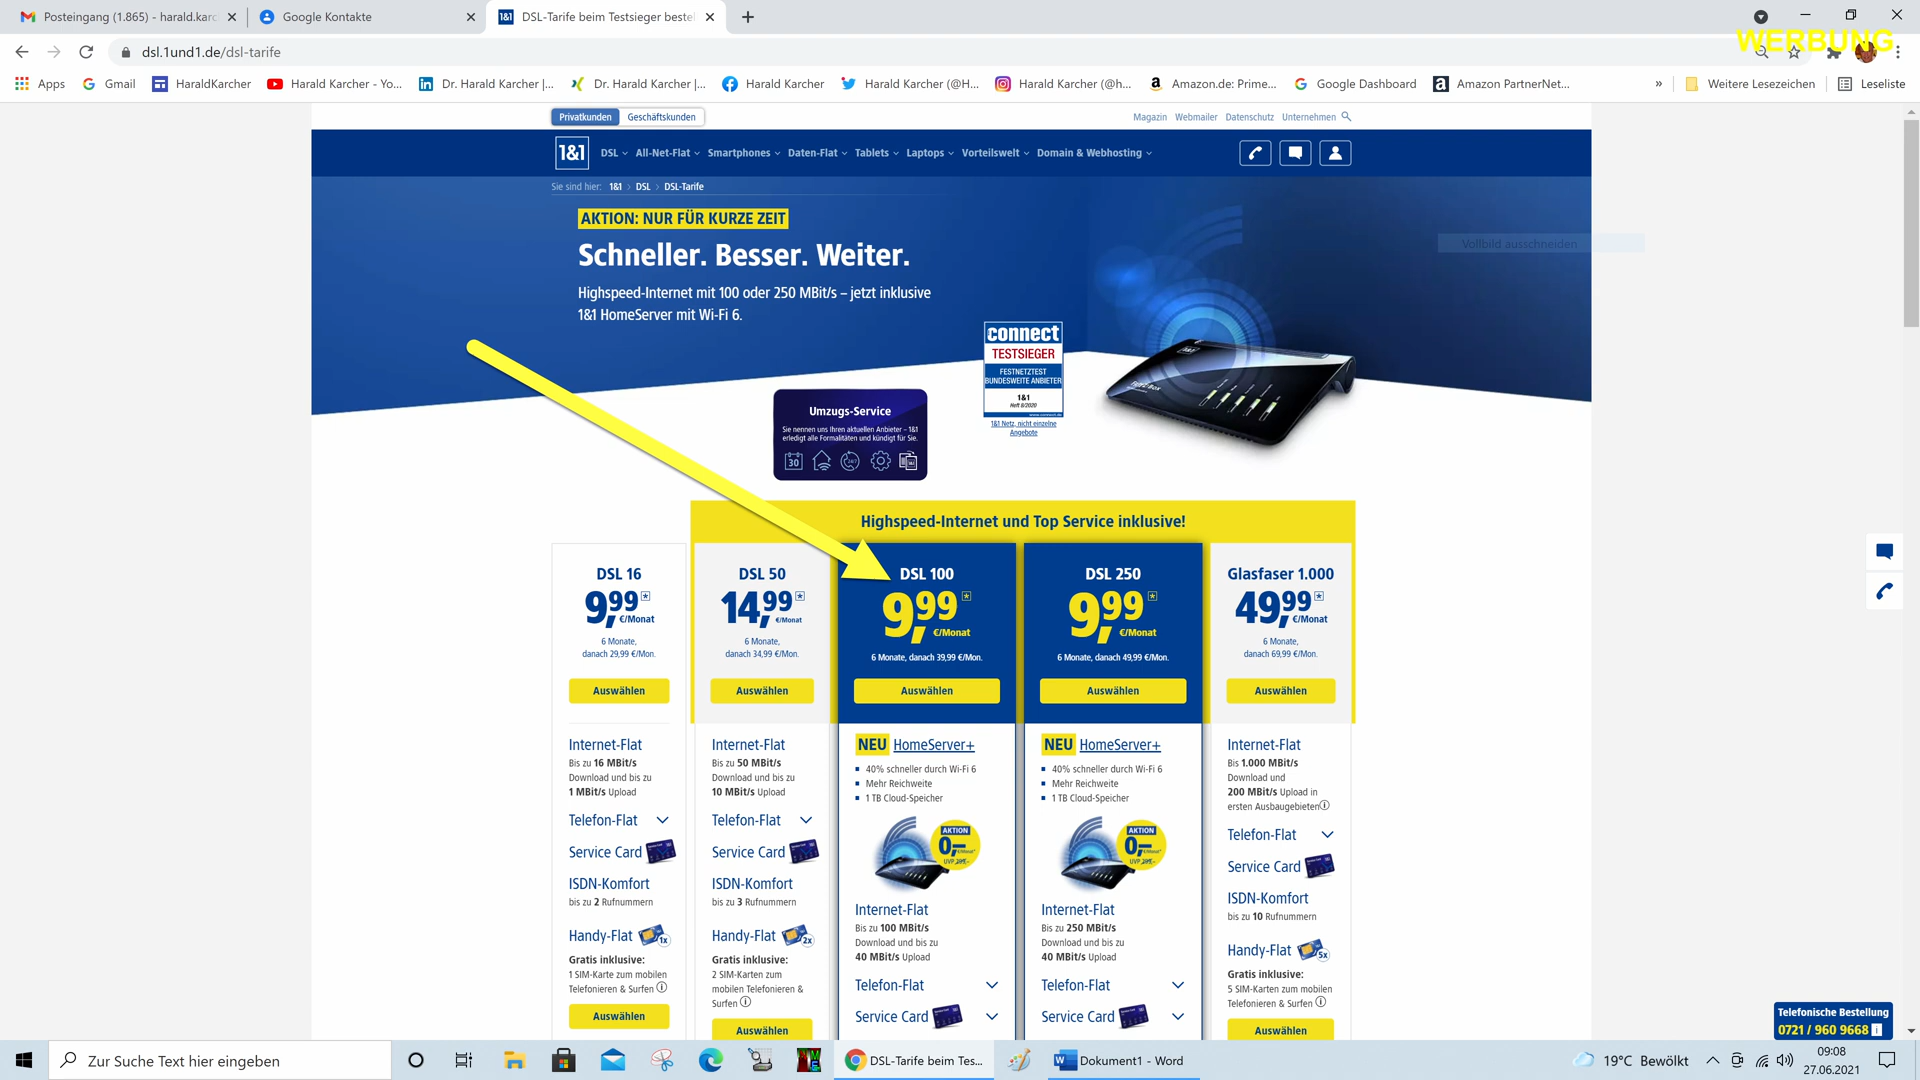 Posteingang (1.865) - harald.karc
Google Kontakte
1&1 DSL-Tarife beim Testsieger beste
dsl.1und1.de/dsl-tarife
WERBUNG
Apps Gmail HaraldKarcher Harald Karcher - Yo... Dr. Harald Karcher |... Dr. Harald Karcher |... Harald Karcher Harald Karcher (@H... Harald Karcher (@h... Amazon.de: Prime... Google Dashboard Amazon PartnerNet... » Weitere Lesezeichen Leseliste
Privatkunden Geschäftskunden
Magazin Webmailer Datenschutz Unternehmen
1&1 DSL All-Net-Flat Smartphones Daten-Flat Tablets Laptops Vorteilswelt Domain & Webhosting
Sie sind hier: 1&1 > DSL > DSL-Tarife
AKTION: NUR FÜR KURZE ZEIT
Schneller. Besser. Weiter.
Vollbild ausschneiden
Highspeed-Internet mit 100 oder 250 MBit/s – jetzt inklusive
1&1 HomeServer mit Wi-Fi 6.
connect
TESTSIEGER
FESTNETZTEST
BUNDESWEITE ANBIETER
1&1
Heft 8/2020
www.connect.de
1&1 Netz, nicht einzelne
Angebote
1&1
Umzugs-Service
Sie nennen uns Ihren aktuellen Anbieter – 1&1
erledigt alle Formalitäten und kündigt für Sie.
30 24/7
Highspeed-Internet und Top Service inklusive!
DSL 16
9,99 *
€/Monat
6 Monate,
danach 29,99 €/Mon.
Auswählen
Internet-Flat
Bis zu 16 MBit/s
Download und bis zu
1 MBit/s Upload
Telefon-Flat
Service Card
ISDN-Komfort
bis zu 2 Rufnummern
Handy-Flat 1x
Gratis inklusive:
1 SIM-Karte zum mobilen
Telefonieren & Surfen
Auswählen
DSL 50
14,99 *
€/Monat
6 Monate,
danach 34,99 €/Mon.
Auswählen
Internet-Flat
Bis zu 50 MBit/s
Download und bis zu
10 MBit/s Upload
Telefon-Flat
Service Card
ISDN-Komfort
bis zu 3 Rufnummern
Handy-Flat 2x
Gratis inklusive:
2 SIM-Karten zum
mobilen Telefonieren &
Surfen
Auswählen
DSL 100
9,99 *
€/Monat
6 Monate, danach 39,99 €/Mon.
Auswählen
NEU HomeServer+
40% schneller durch Wi-Fi 6
Mehr Reichweite
1 TB Cloud-Speicher
AKTION
0,– €/Monat*
UVP 299,-
Internet-Flat
Bis zu 100 MBit/s
Download und bis zu
40 MBit/s Upload
Telefon-Flat
Service Card
DSL 250
9,99 *
€/Monat
6 Monate, danach 49,99 €/Mon.
Auswählen
NEU HomeServer+
40% schneller durch Wi-Fi 6
Mehr Reichweite
1 TB Cloud-Speicher
AKTION
0,– €/Monat*
UVP 299,-
Internet-Flat
Bis zu 250 MBit/s
Download und bis zu
40 MBit/s Upload
Telefon-Flat
Service Card
Glasfaser 1.000
49,99 *
€/Monat
6 Monate,
danach 69,99 €/Mon.
Auswählen
Internet-Flat
Bis 1.000 MBit/s
Download und
200 MBit/s Upload in
ersten Ausbaugebieten
Telefon-Flat
Service Card
ISDN-Komfort
bis zu 10 Rufnummern
Handy-Flat 5x
Gratis inklusive:
5 SIM-Karten zum mobilen
Telefonieren & Surfen
Auswählen
Telefonische Bestellung
0721 / 960 9668
Zur Suche Text hier eingeben
DSL-Tarife beim Tes...
Dokument1 - Word
19°C Bewölkt
09:08
27.06.2021